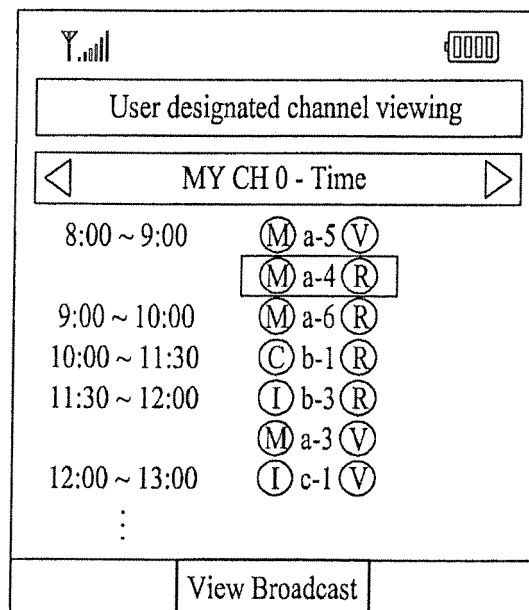 User designated channel viewing
MY CH 0 - Time
8:00 ~ 9:00 M a-5 V
M a-4 R
9:00 ~ 10:00 M a-6 R
10:00 ~ 11:30 C b-1 R
11:30 ~ 12:00 I b-3 R
M a-3 V
12:00 ~ 13:00 I c-1 V
View Broadcast